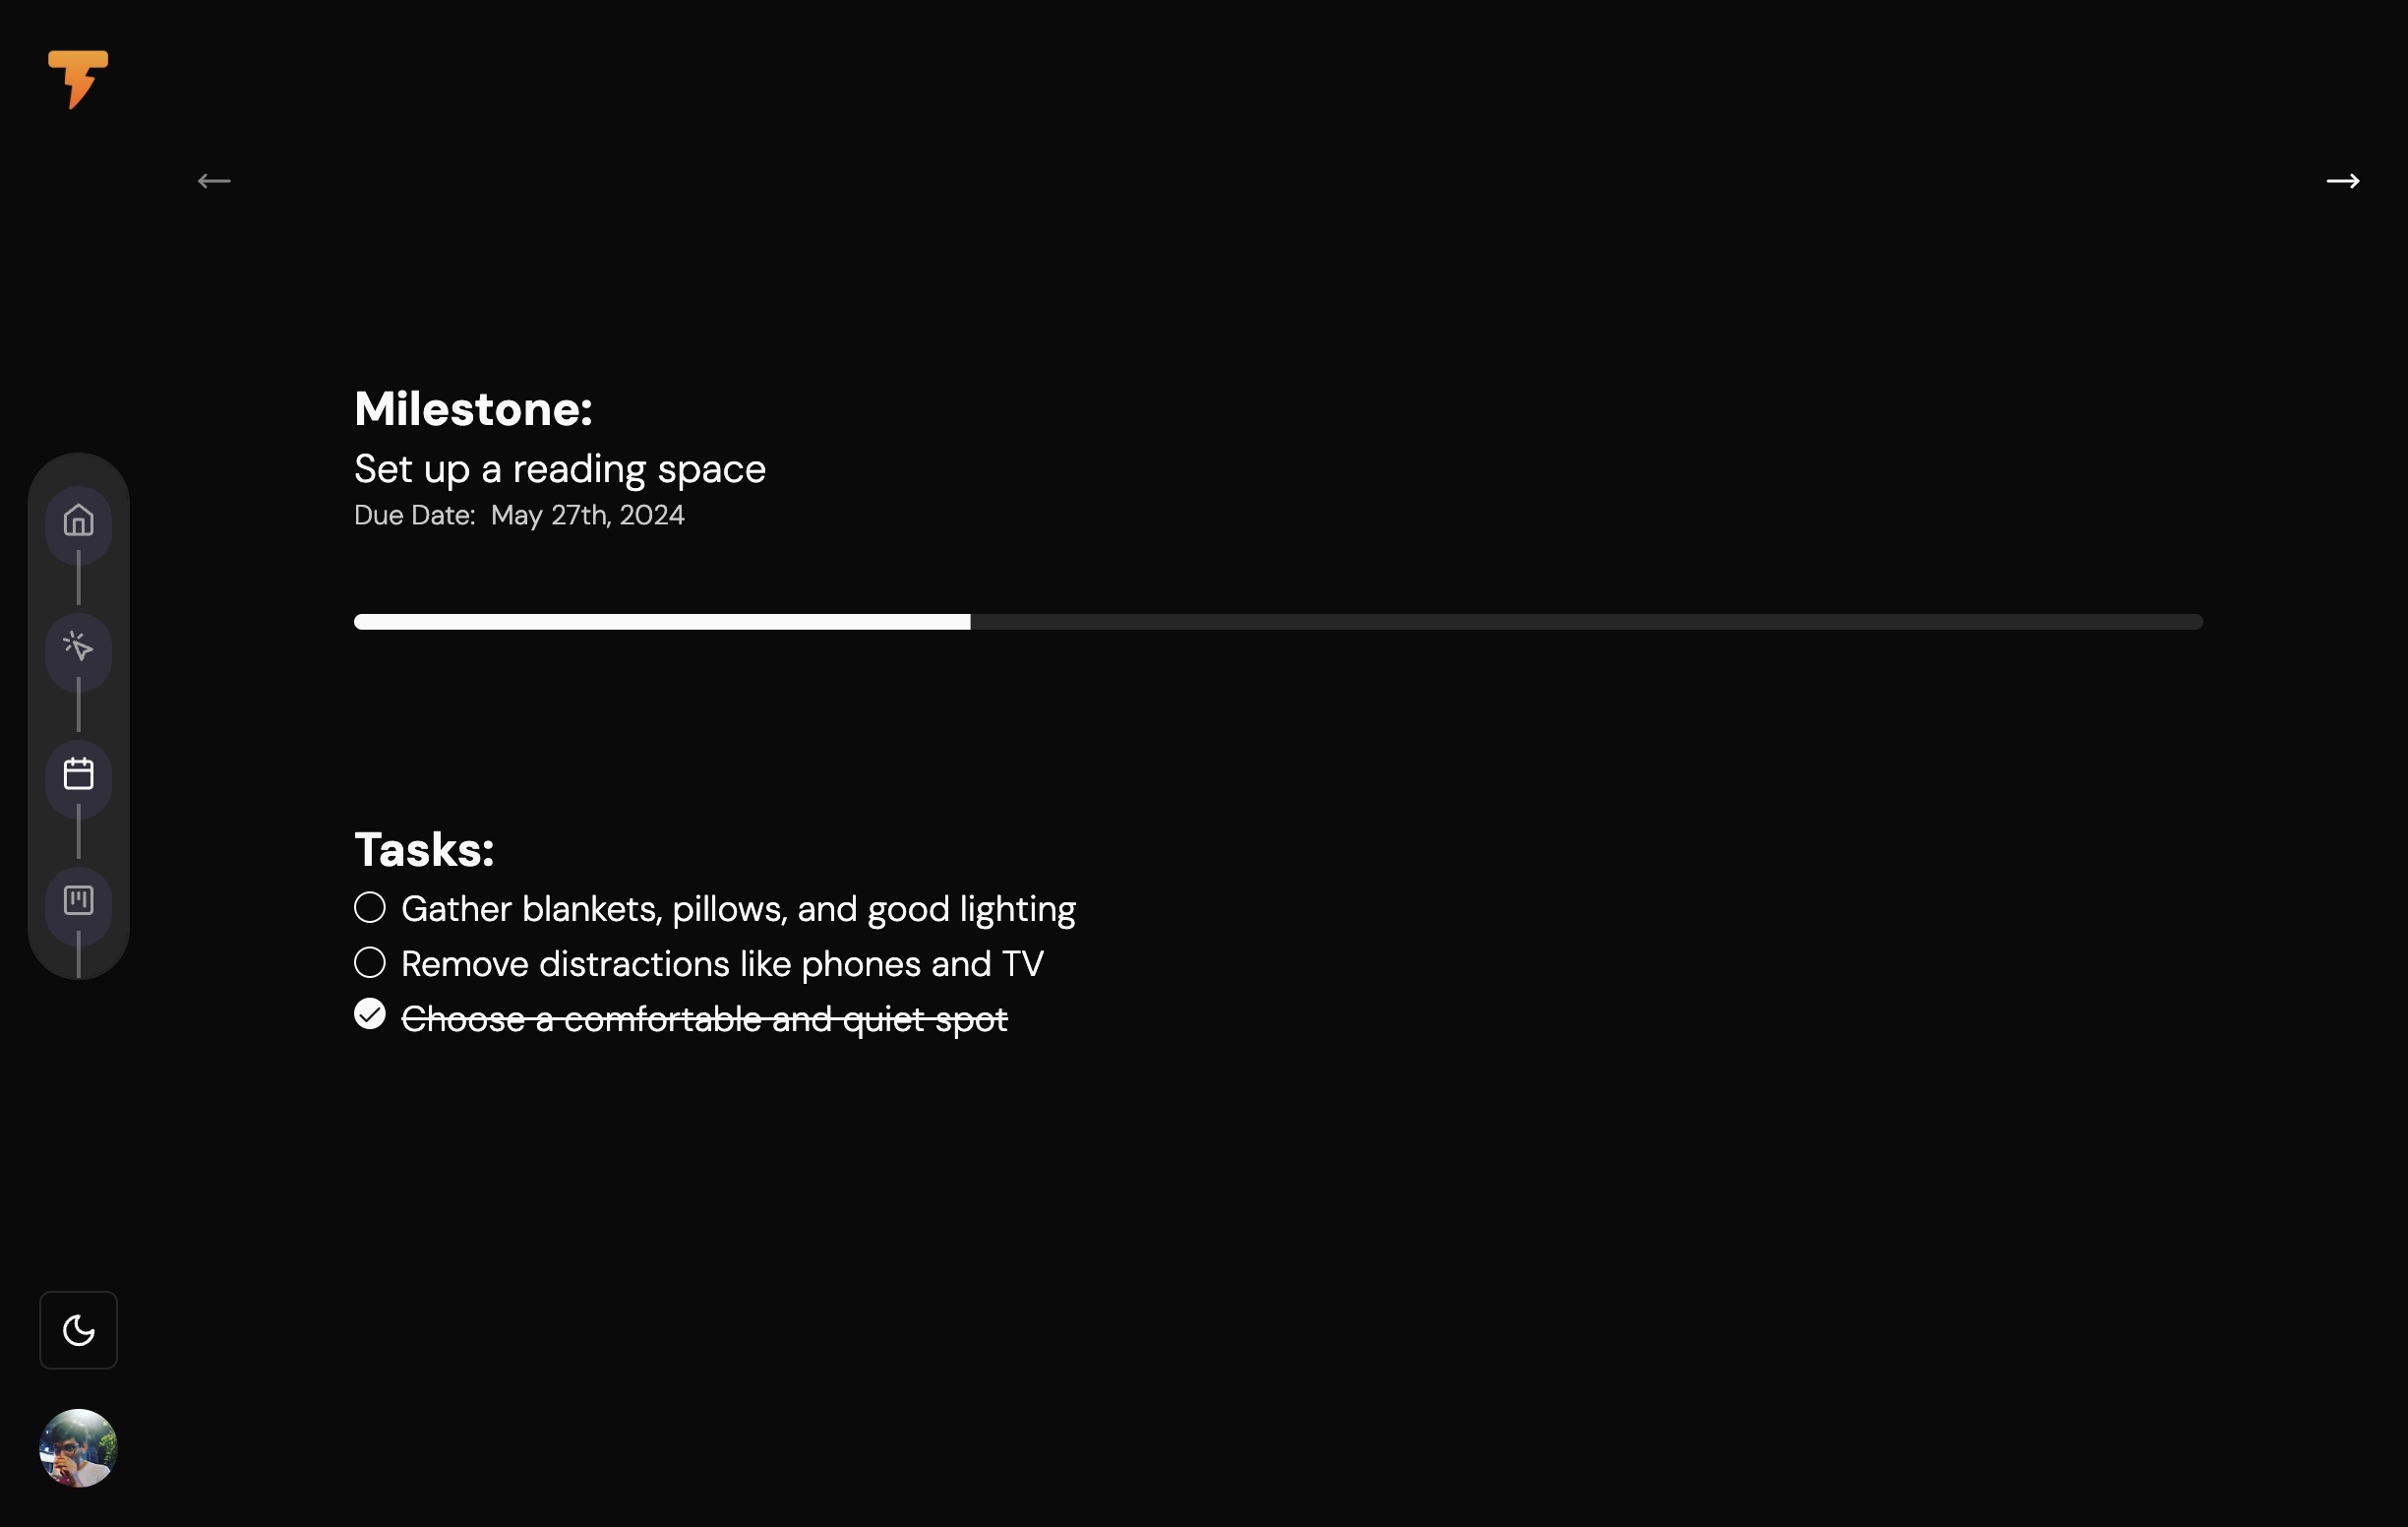 Milestone:
Set up a reading space
Due Date: May 27th, 2024
Tasks:
Gather blankets, pillows, and good lighting
Remove distractions like phones and TV
Choose a comfortable and quiet spot